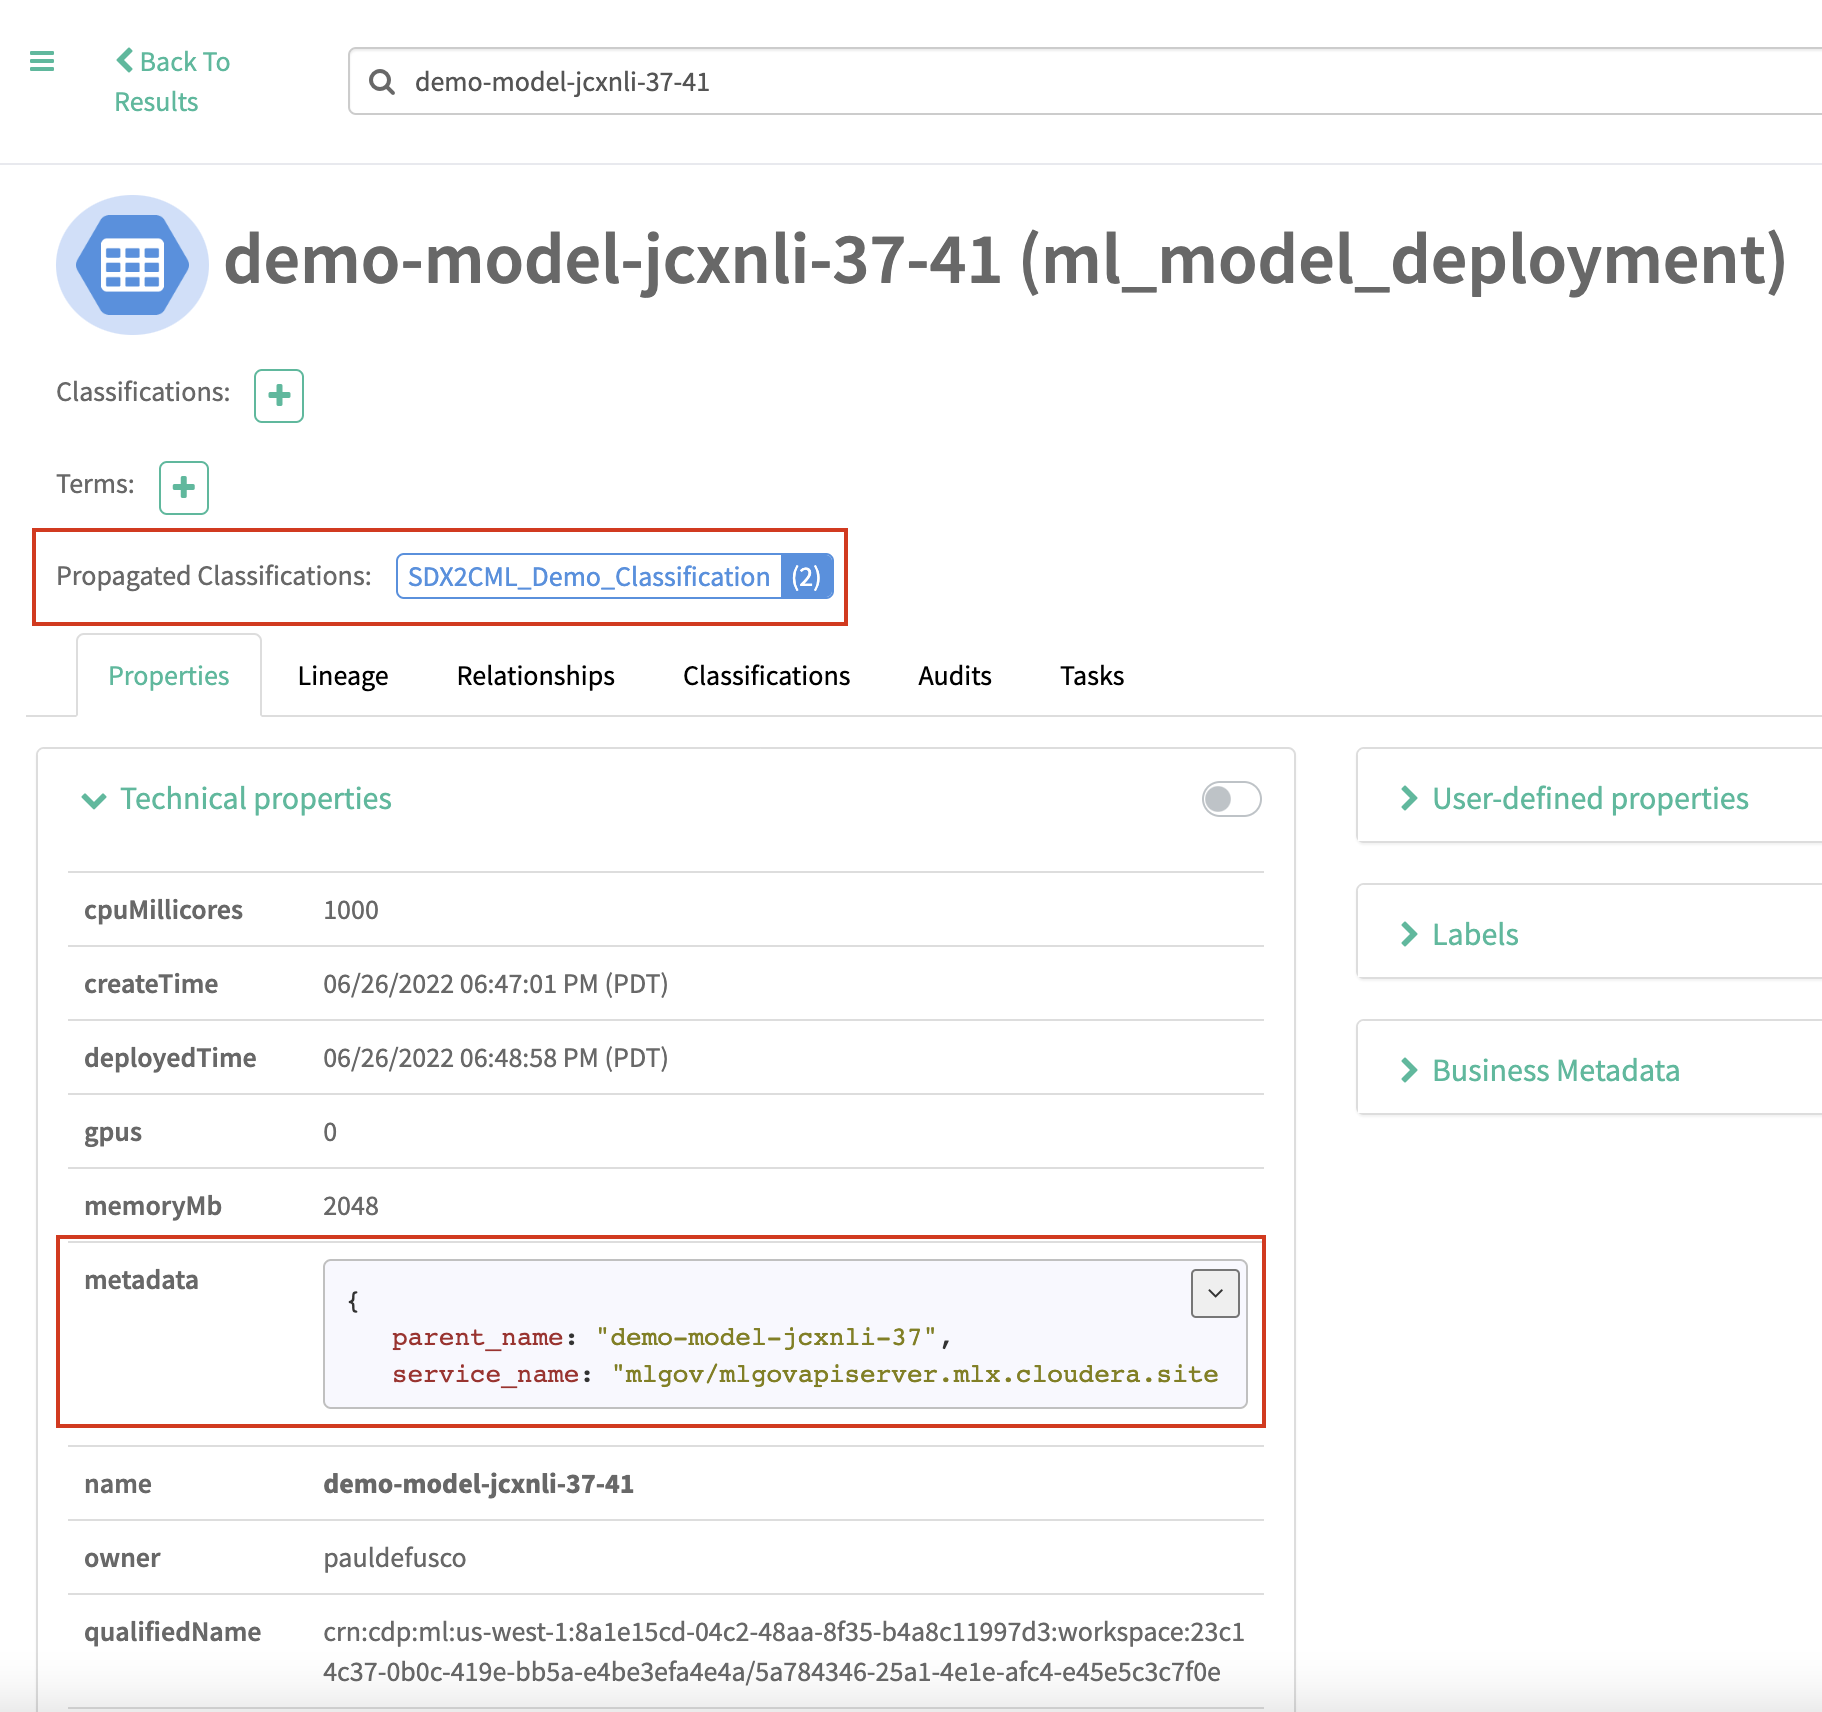 Back To
Results
demo-model-jcxnli-37-41
demo-model-jcxnli-37-41 (ml_model_deployment)
Classifications:
Terms:
Propagated Classifications: SDX2CML_Demo_Classification (2)
Properties Lineage Relationships Classifications Audits Tasks
Technical properties
cpuMillicores 1000
createTime 06/26/2022 06:47:01 PM (PDT)
deployedTime 06/26/2022 06:48:58 PM (PDT)
gpus 0
memoryMb 2048
metadata
{
parent_name: "demo-model-jcxnli-37",
service_name: "mlgov/mlgovapiserver.mlx.cloudera.site
name demo-model-jcxnli-37-41
owner pauldefusco
qualifiedName crn:cdp:ml:us-west-1:8a1e15cd-04c2-48aa-8f35-b4a8c11997d3:workspace:23c1
4c37-0b0c-419e-bb5a-e4be3efa4e4a/5a784346-25a1-4e1e-afc4-e45e5c3c7f0e
User-defined properties
Labels
Business Metadata